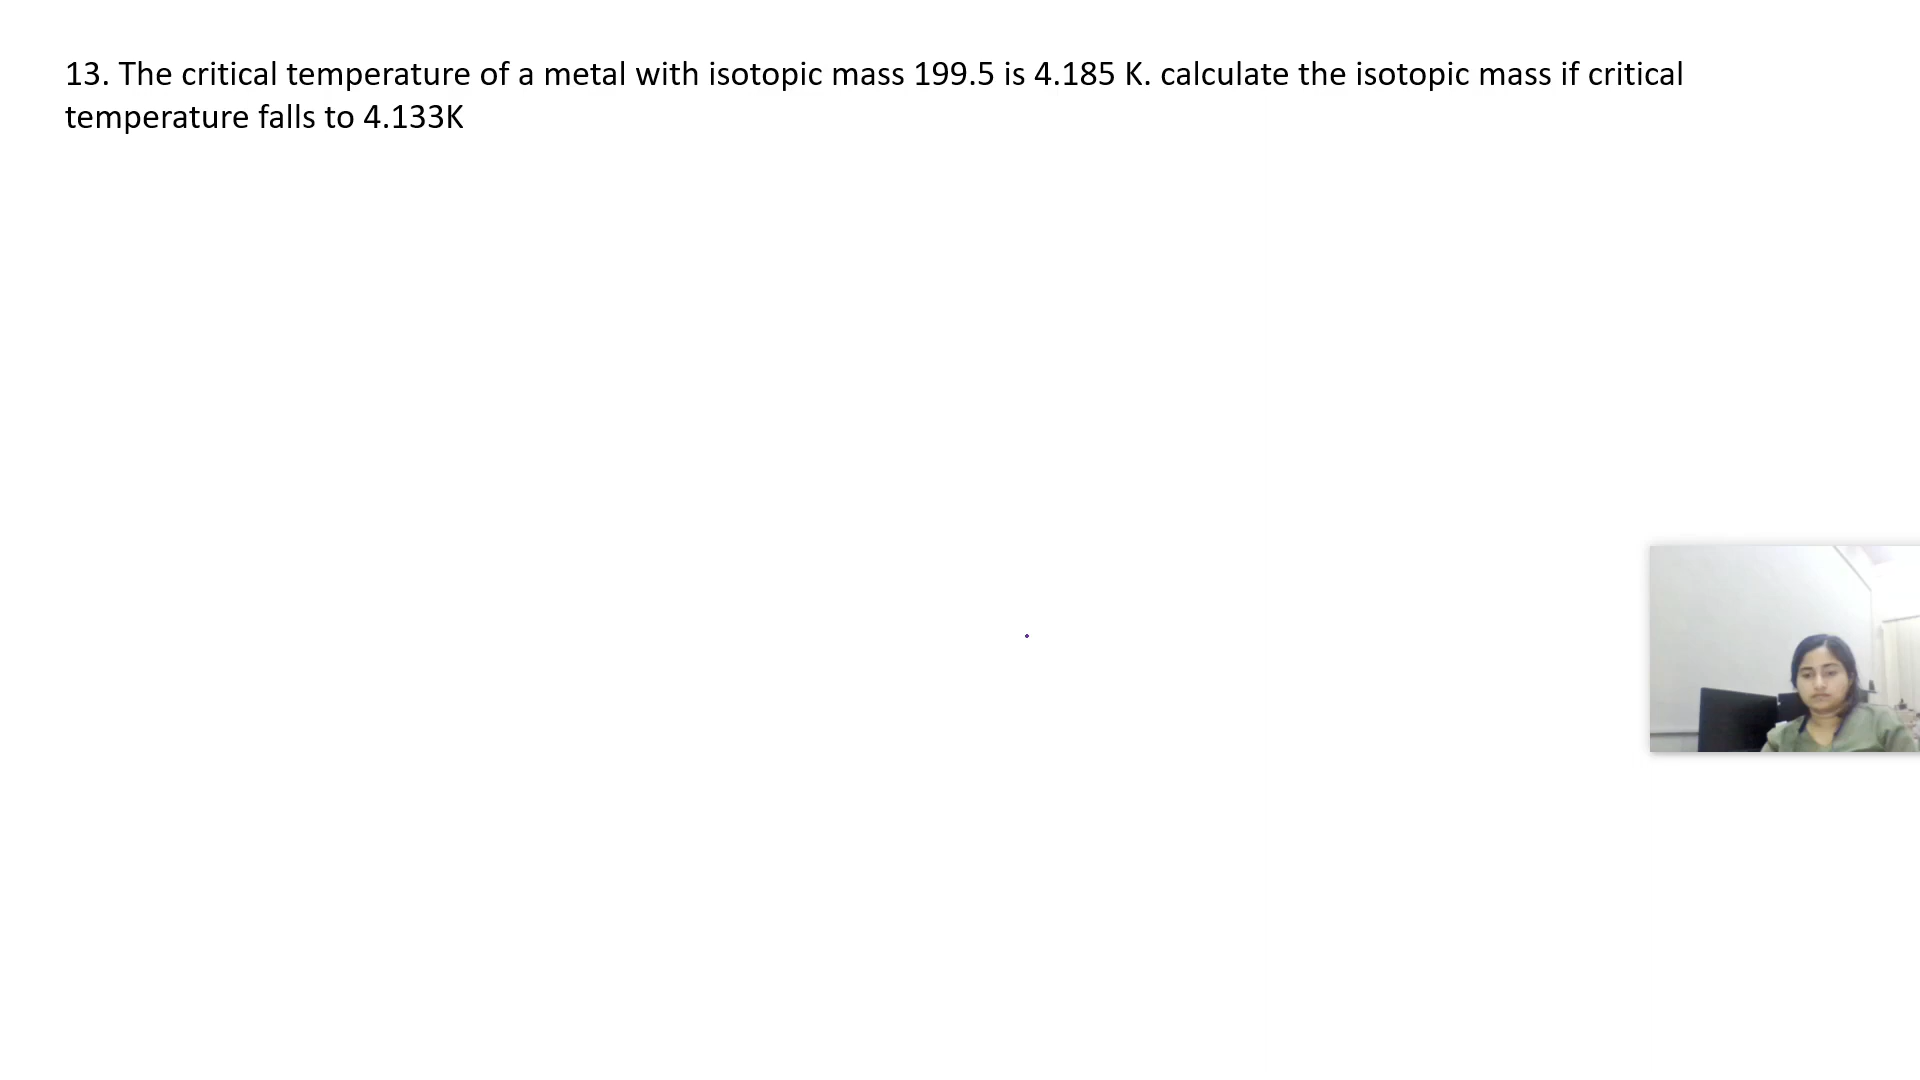 13. The critical temperature of a metal with isotopic mass 199.5 is 4.185 K. calculate the isotopic mass if critical
temperature falls to 4.133K